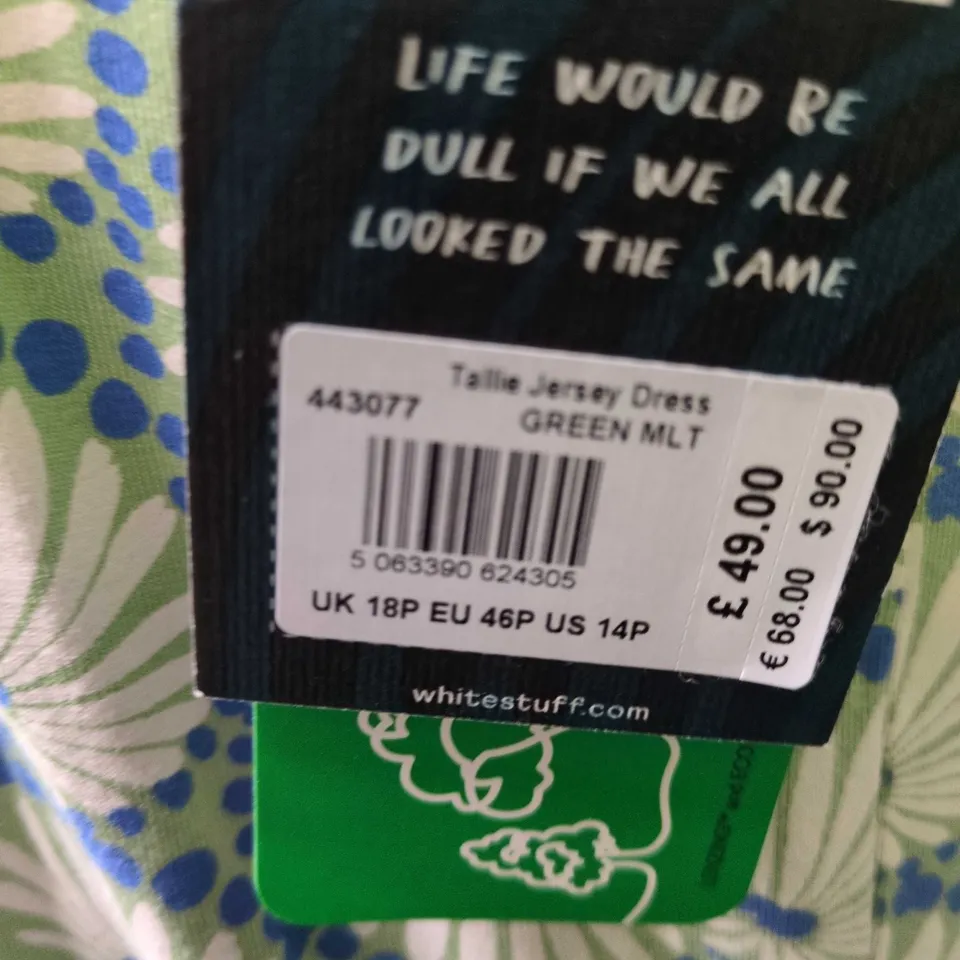 LIFE WOULD BE
DULL IF WE ALL
LOOKED THE SAME
Tallie Jersey Dress
443077 GREEN MLT
5 063390 624305
UK 18P EU 46P US 14P
£ 49.00
€ 68.00 $ 90.00
whitestuff.com
and